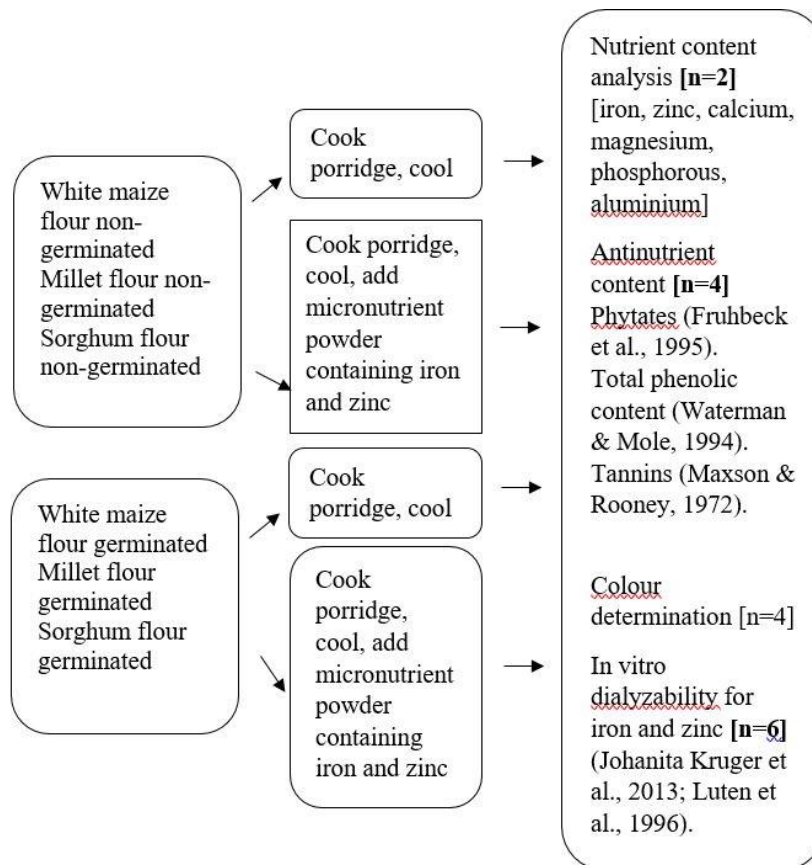 White maize
flour non-
germinated
Millet flour non-
germinated
Sorghum flour
non-germinated
Cook
porridge, cool
Cook porridge,
cool, add
micronutrient
powder
containing iron
and zinc
White maize
flour germinated
Millet flour
germinated
Sorghum flour
germinated
Cook
porridge, cool
Cook
porridge,
cool, add
micronutrient
powder
containing
iron and zinc
Nutrient content
analysis [n=2]
[iron, zinc, calcium,
magnesium,
phosphorous,
aluminium]
Antinutrient
content [n=4]
Phytates (Fruhbeck
et al., 1995).
Total phenolic
content (Waterman
& Mole, 1994).
Tannins (Maxson &
Rooney, 1972).
Colour
determination [n=4]
In vitro
dialyzability for
iron and zinc [n=6]
(Johanita Kruger et
al., 2013; Luten et
al., 1996).